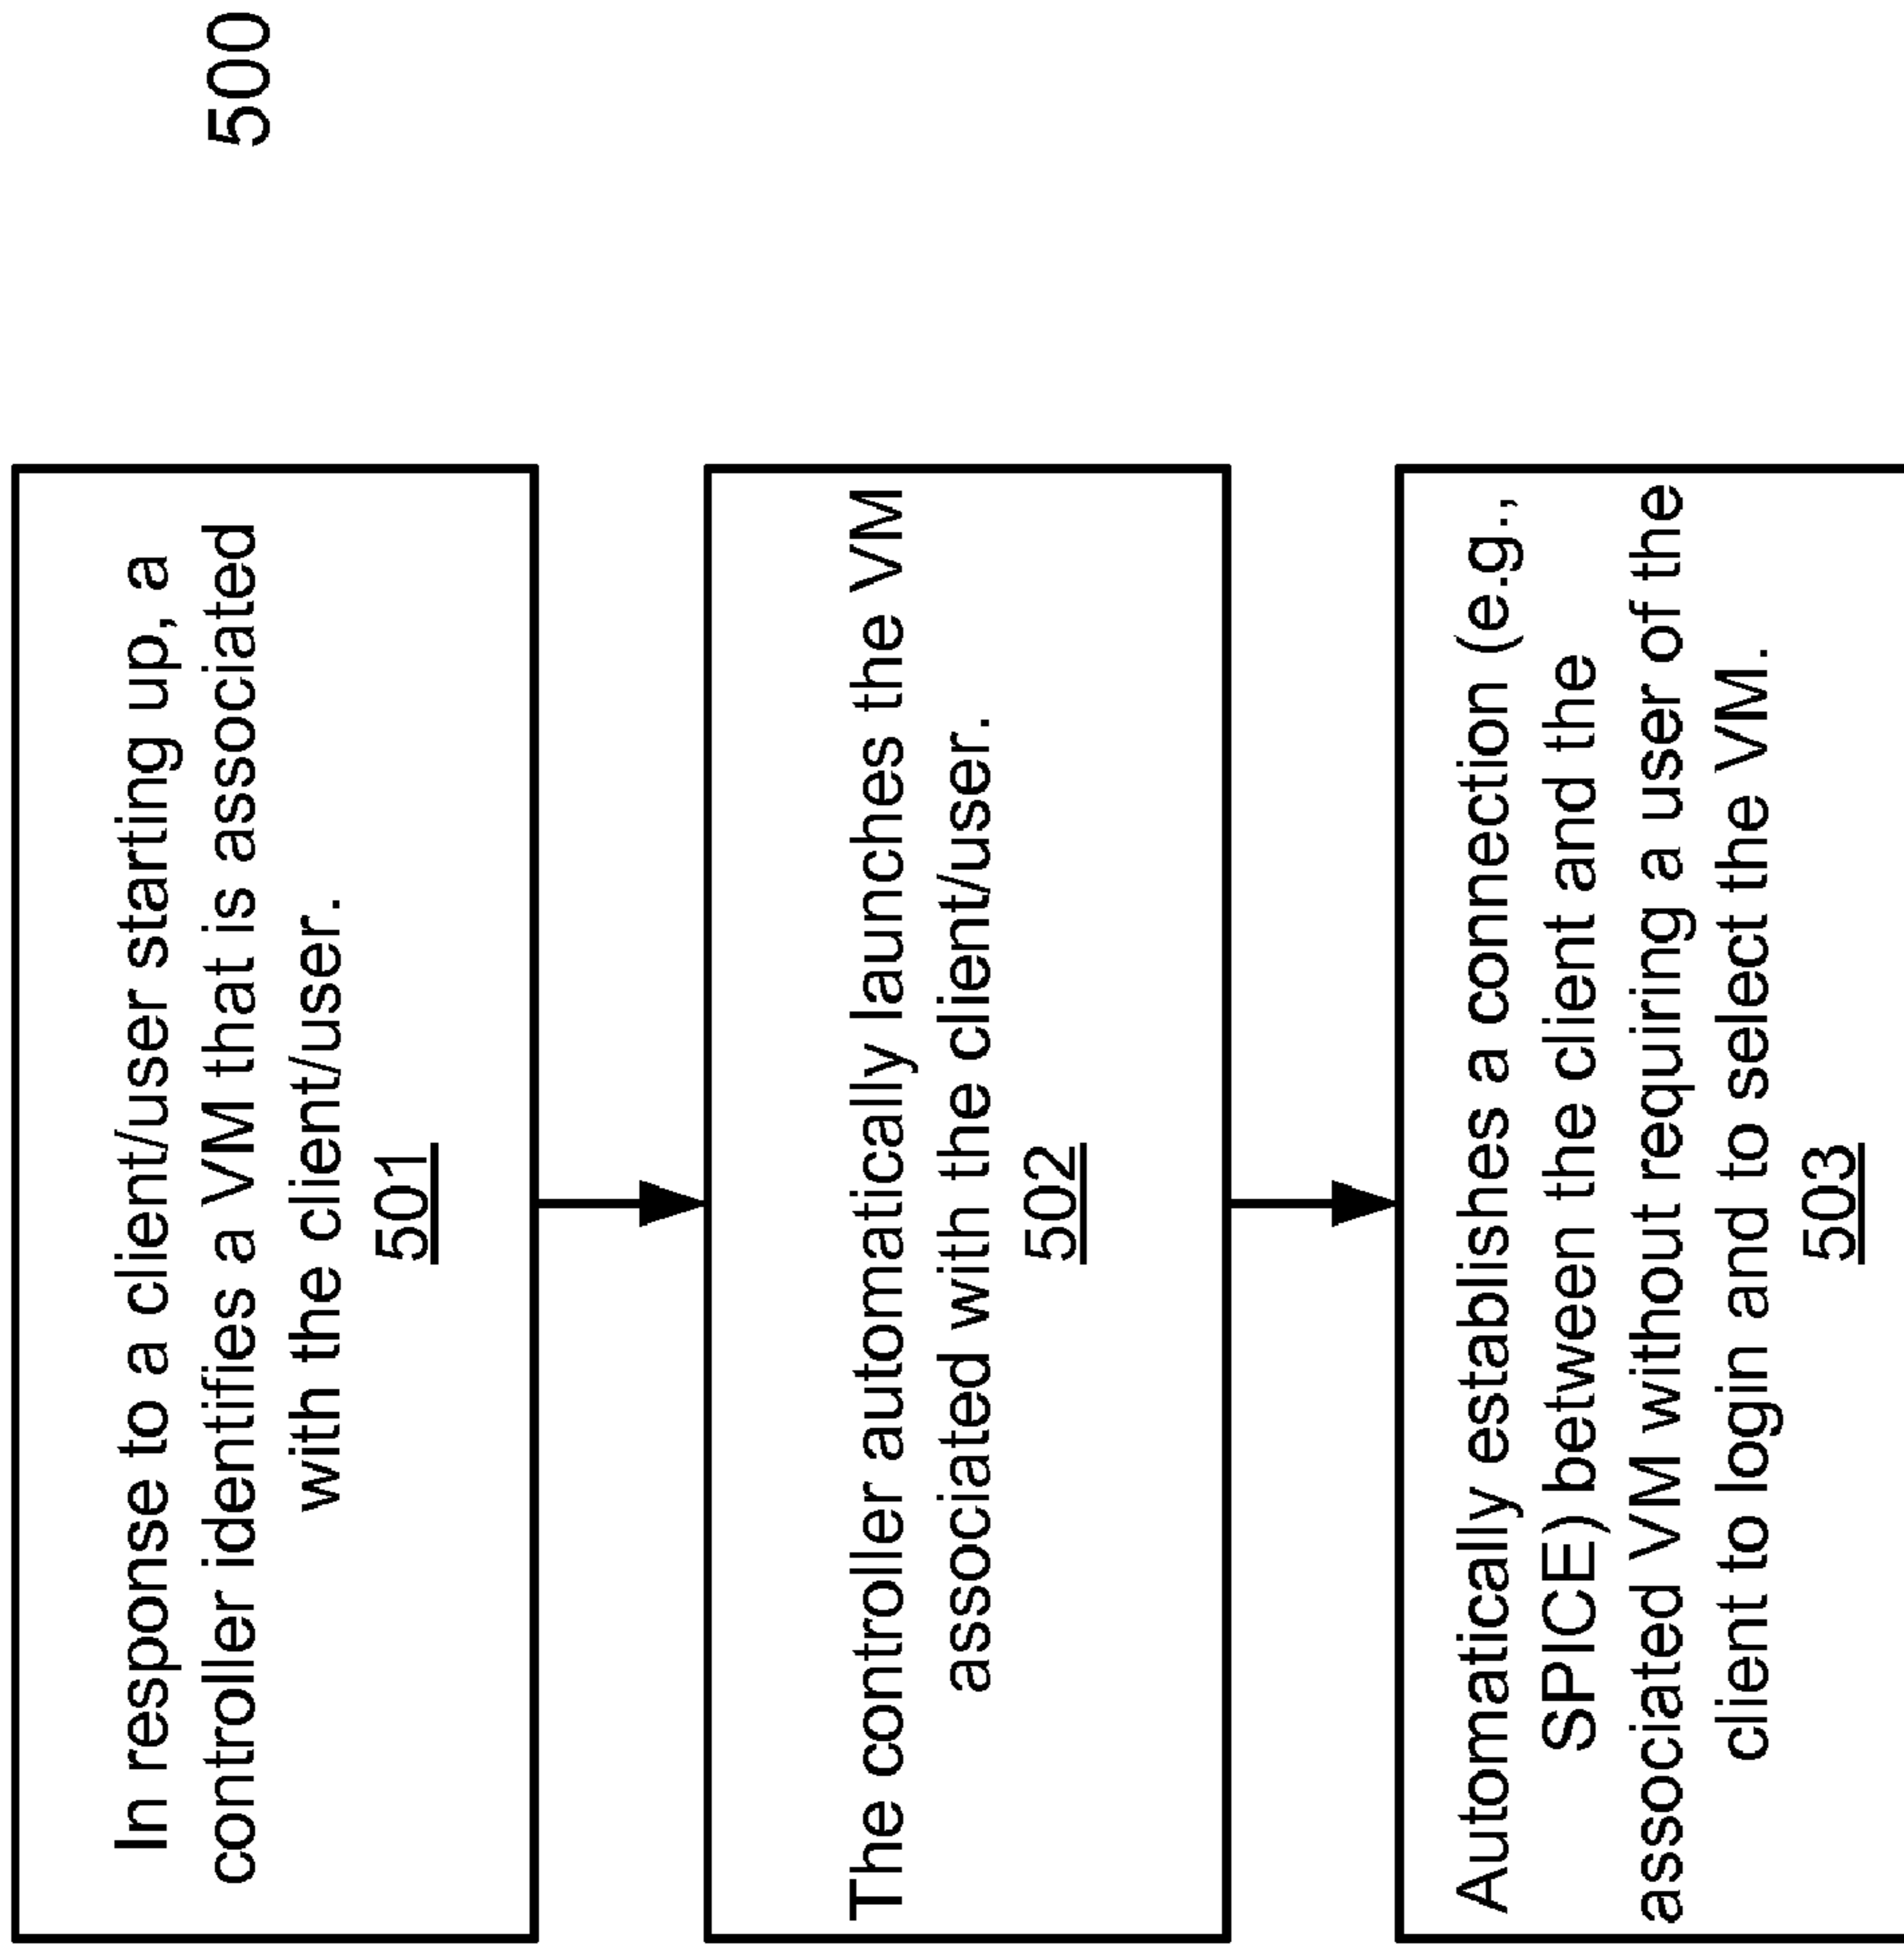 500
In response to a client/user starting up, a
controller identifies a VM that is associated
with the client/user.
501
The controller automatically launches the VM
associated with the client/user.
502
Automatically establishes a connection (e.g.,
SPICE) between the client and the
associated VM without requiring a user of the
client to login and to select the VM.
503